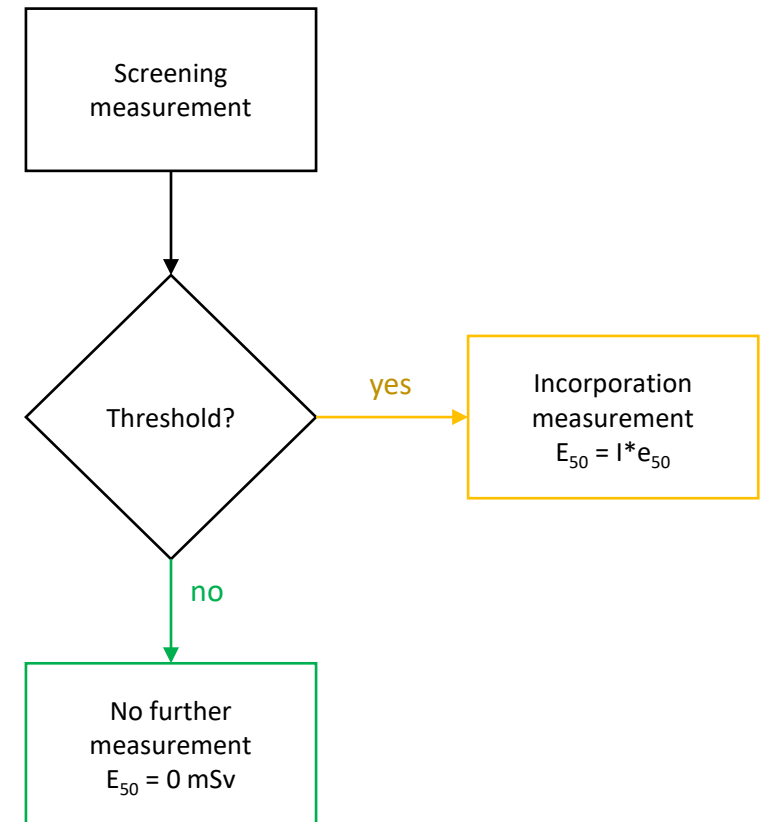 Screening
measurement
Threshold?
yes
Incorporation
measurement
E₅₀ = I*e₅₀
no
No further
measurement
E₅₀ = 0 mSv